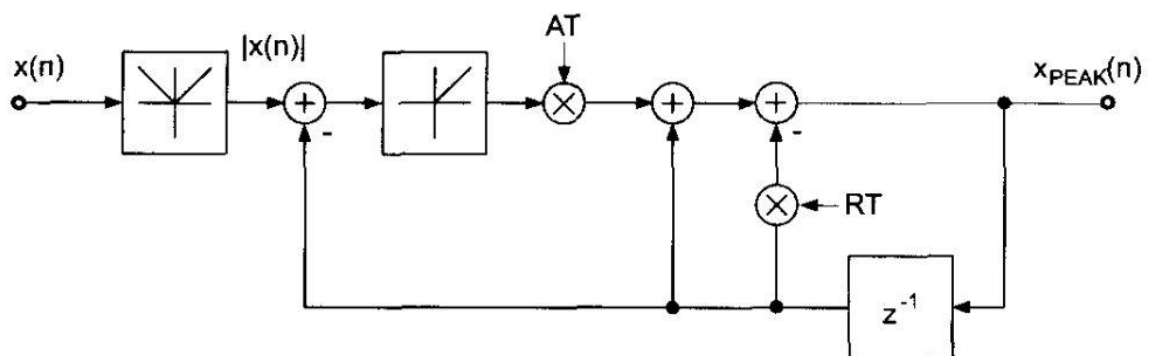 x(n)
|x(n)|
AT
x_PEAK(n)
+
-
×
+
+
-
×
RT
z⁻¹